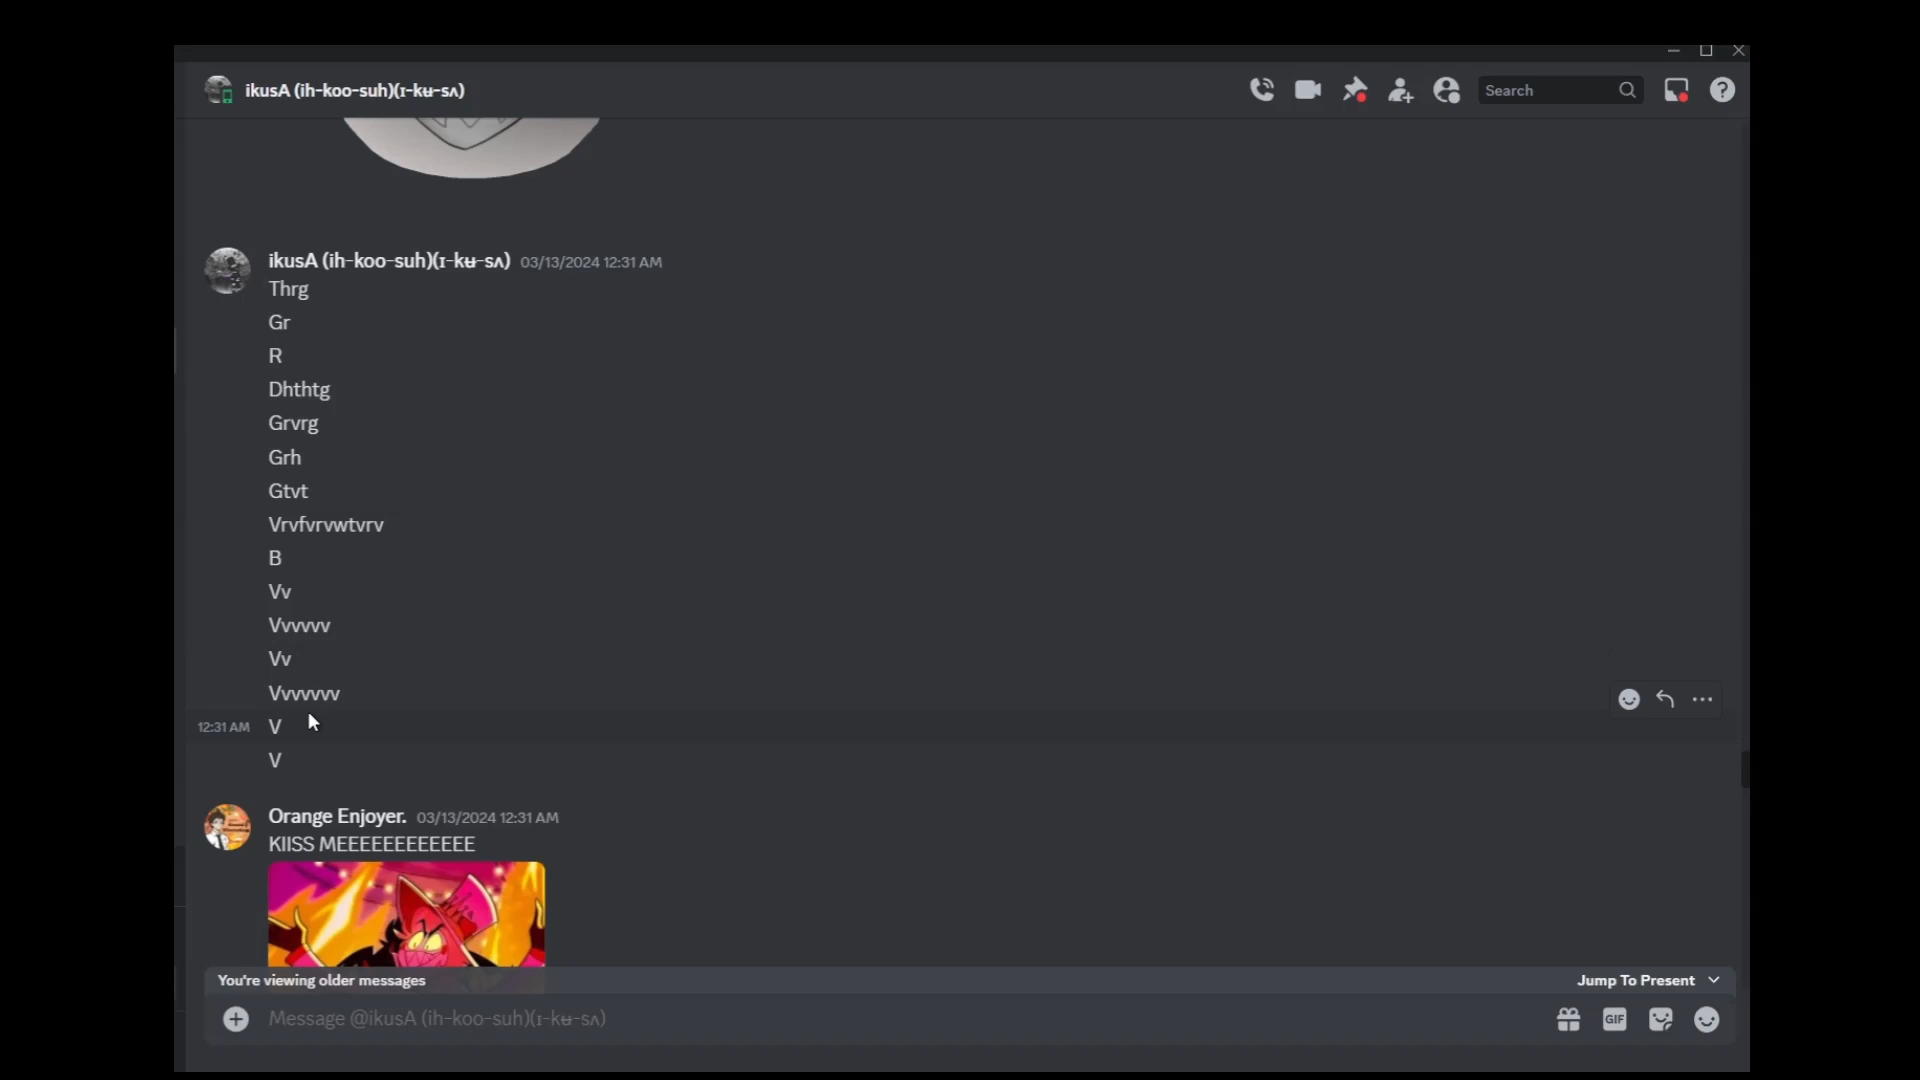 ikusA (ih-koo-suh)(ɪ-kʉ-sʌ)
Search
ikusA (ih-koo-suh)(ɪ-kʉ-sʌ) 03/13/2024 12:31 AM
Thrg
Gr
R
Dhthtg
Grvrg
Grh
Gtvt
Vrvfvrvwtvrv
B
Vv
Vvvvvv
Vv
Vvvvvvv
12:31 AM V
V
Orange Enjoyer. 03/13/2024 12:31 AM
KIISS MEEEEEEEEEEEE
You're viewing older messages
Jump To Present
Message @ikusA (ih-koo-suh)(ɪ-kʉ-sʌ)
GIF